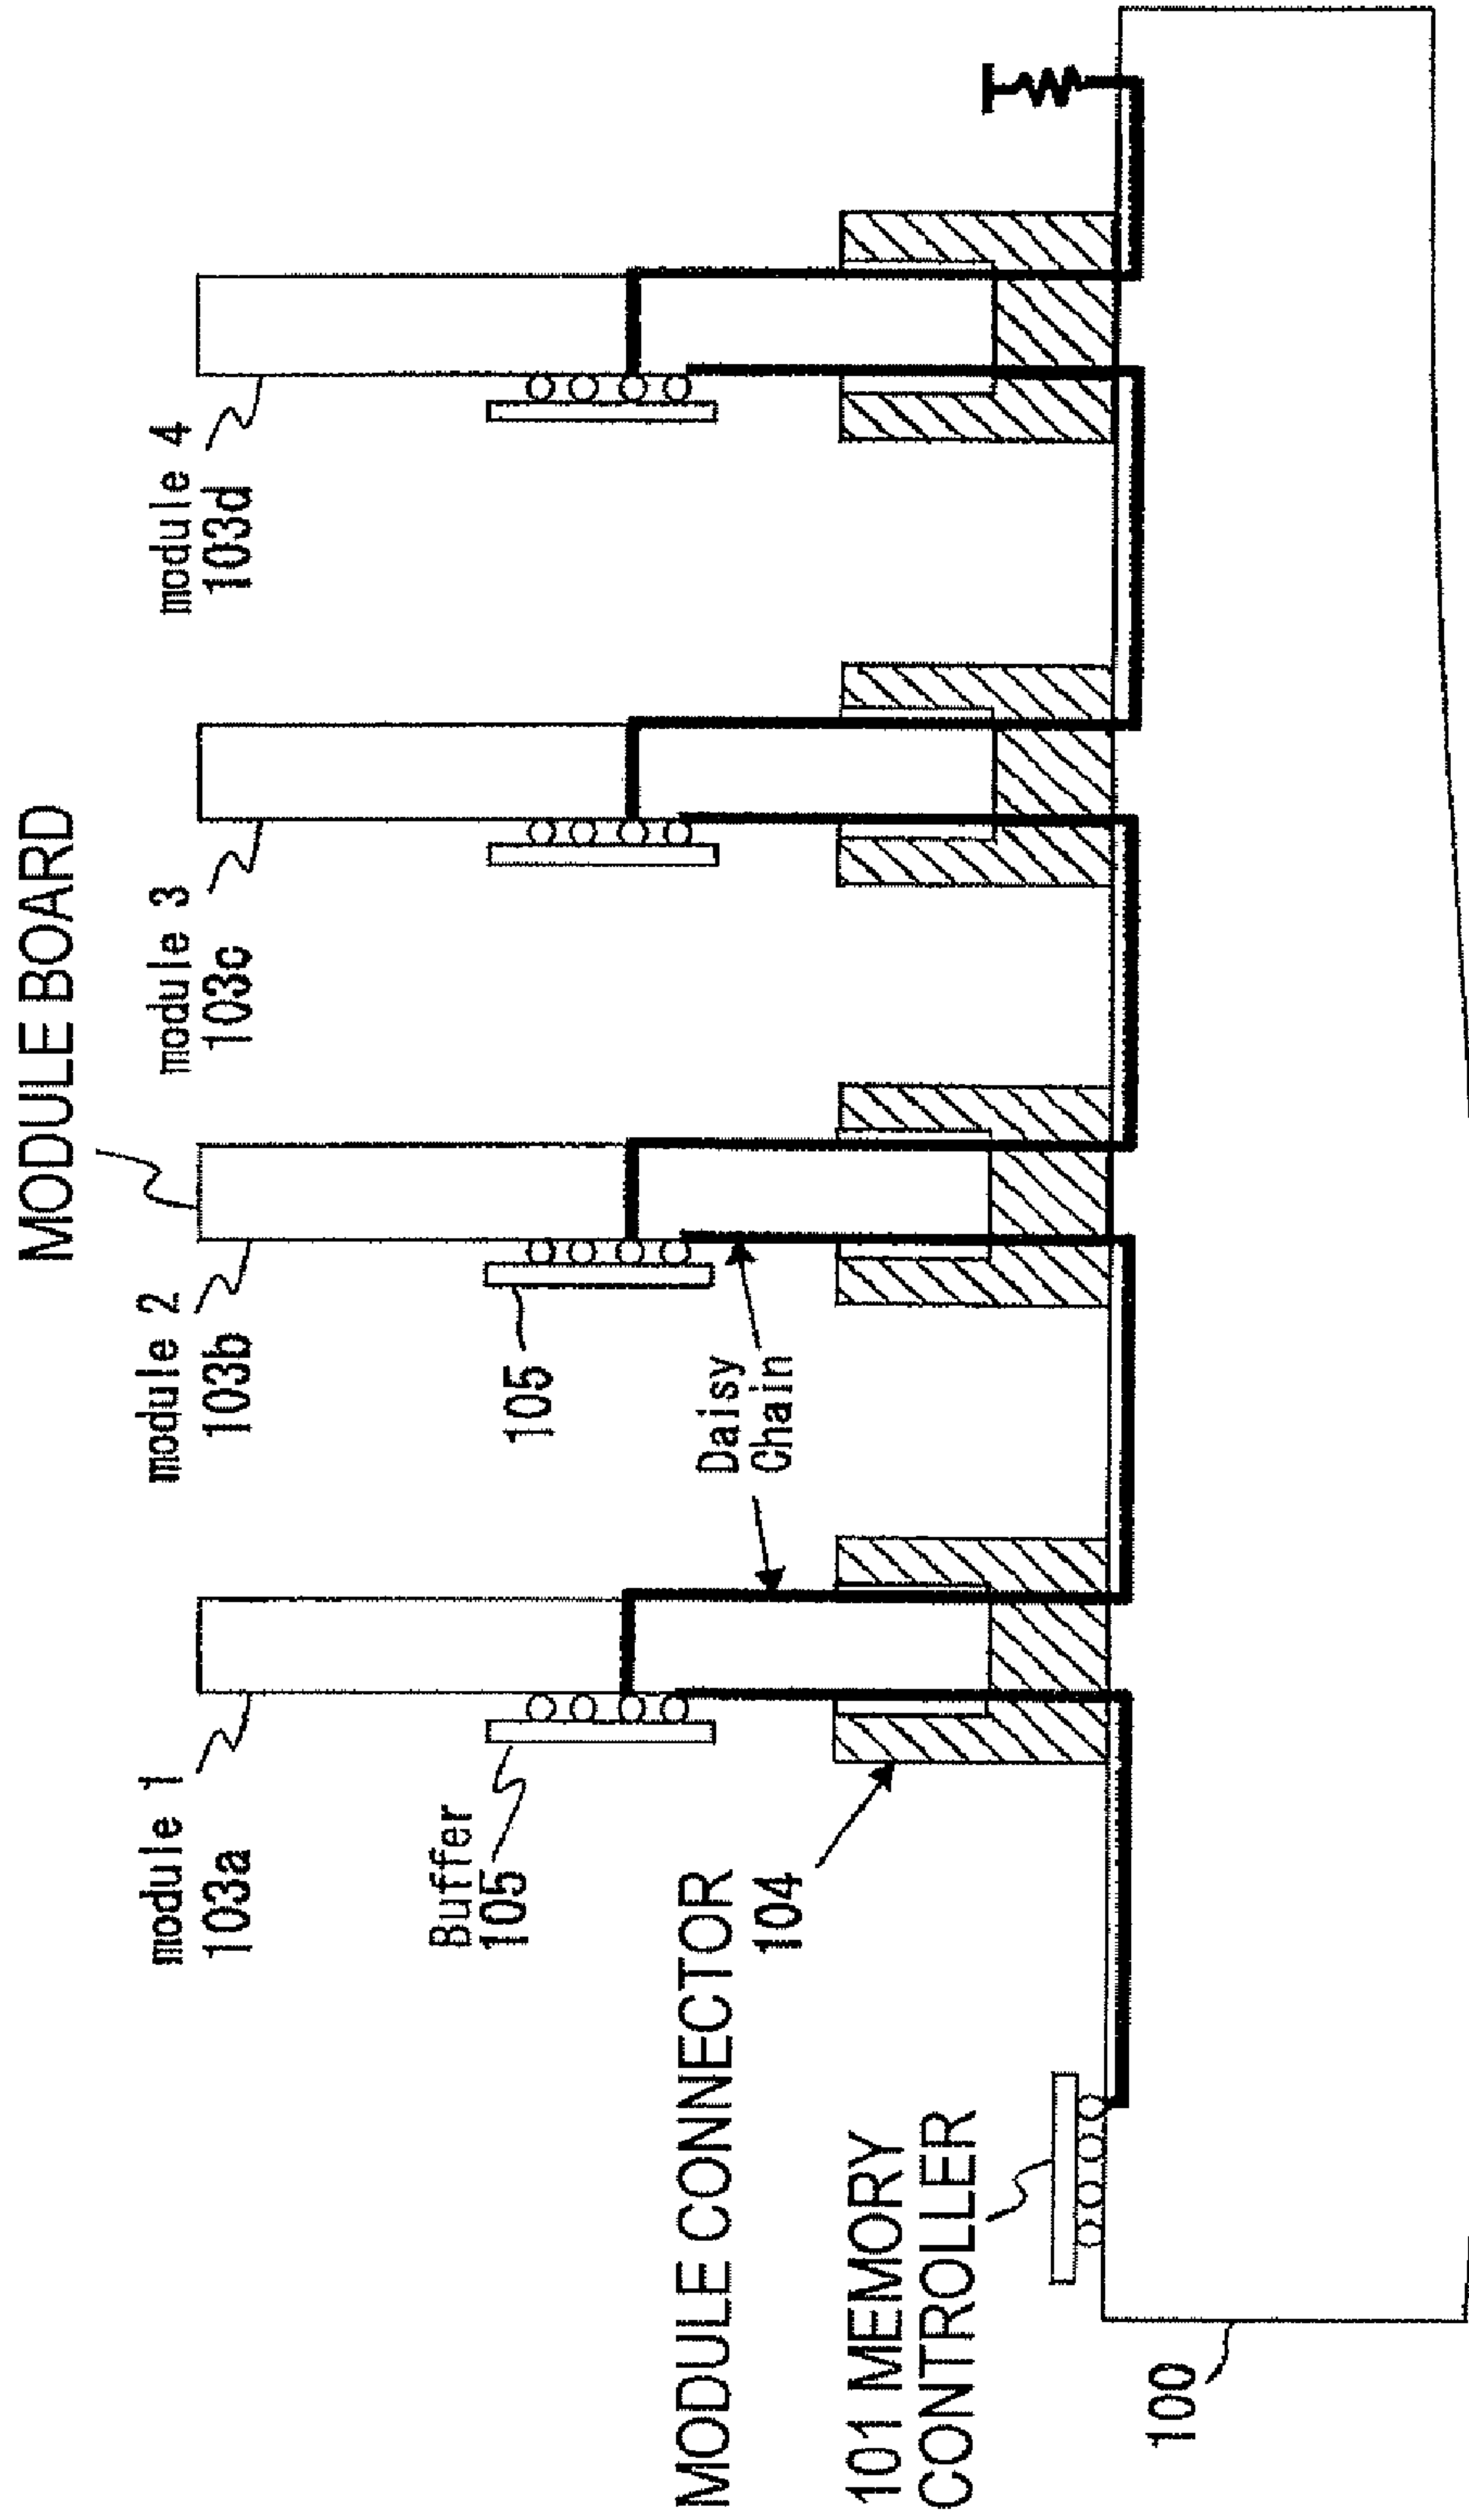 MODULE BOARD
module 1
103a
module 2
103b
module 3
103c
module 4
103d
Buffer
105
105
Daisy
Chain
MODULE CONNECTOR
104
101 MEMORY
CONTROLLER
100